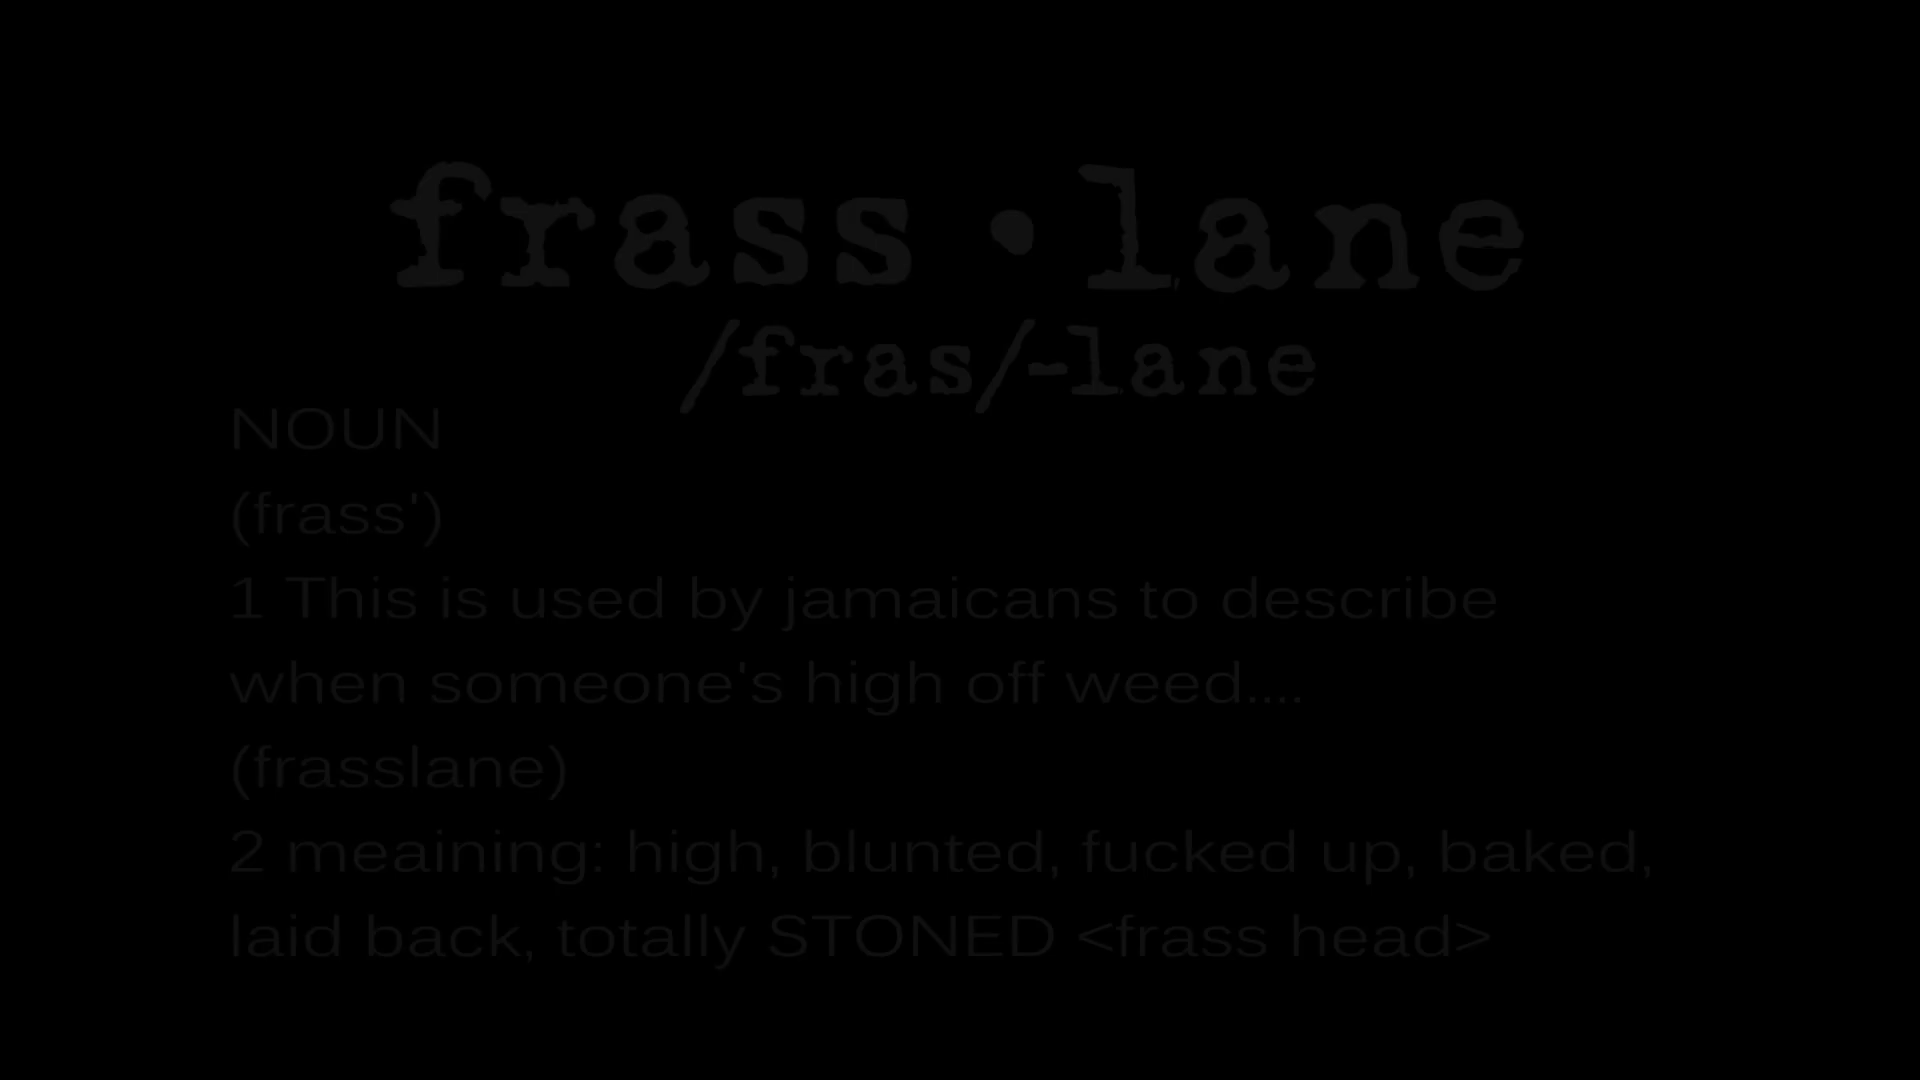 frass • lane
/fras/-lane
NOUN
(frass')
1 This is used by jamaicans to describe
when someone's high off weed....
(frasslane)
2 meaining: high, blunted, fucked up, baked,
laid back, totally STONED <frass head>